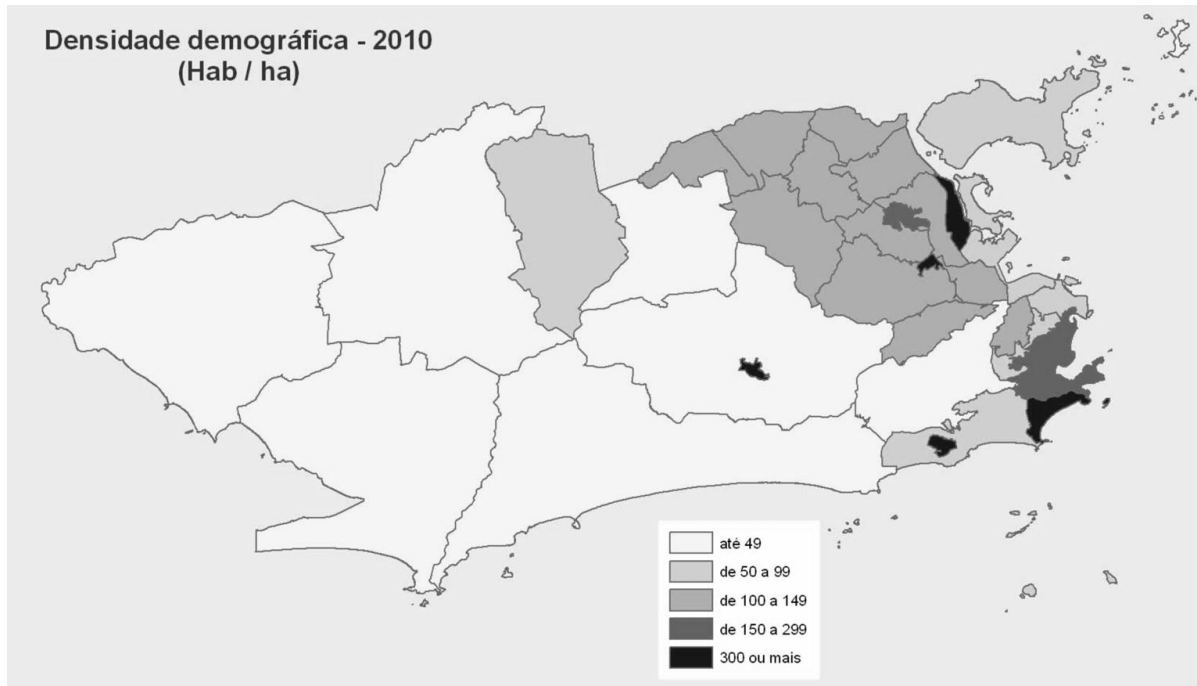 Densidade demográfica - 2010
(Hab / ha)
até 49
de 50 a 99
de 100 a 149
de 150 a 299
300 ou mais